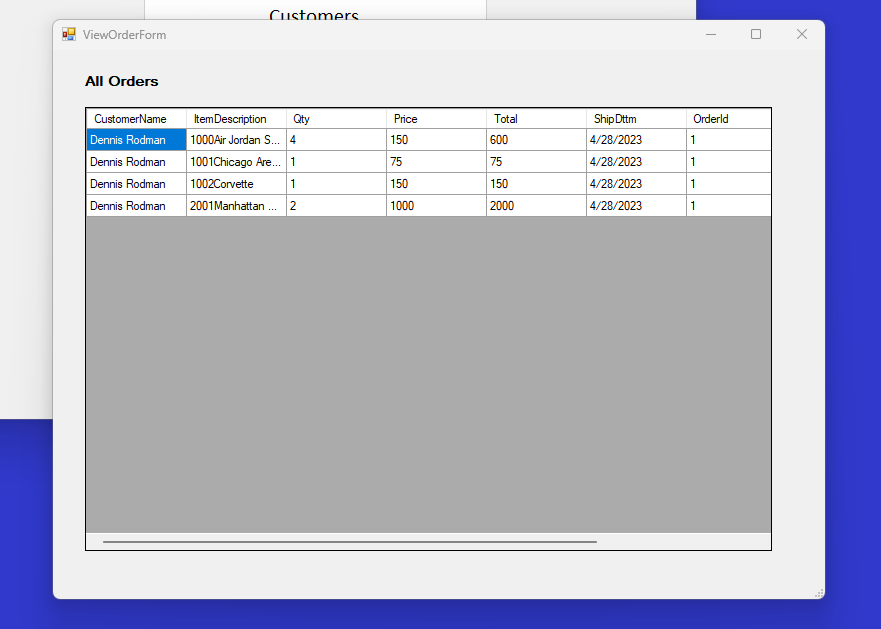 Customers
ViewOrderForm
All Orders
CustomerName ItemDescription Qty Price Total ShipDttm OrderId
Dennis Rodman 1000Air Jordan S... 4 150 600 4/28/2023 1
Dennis Rodman 1001Chicago Are... 1 75 75 4/28/2023 1
Dennis Rodman 1002Corvette 1 150 150 4/28/2023 1
Dennis Rodman 2001Manhattan ... 2 1000 2000 4/28/2023 1